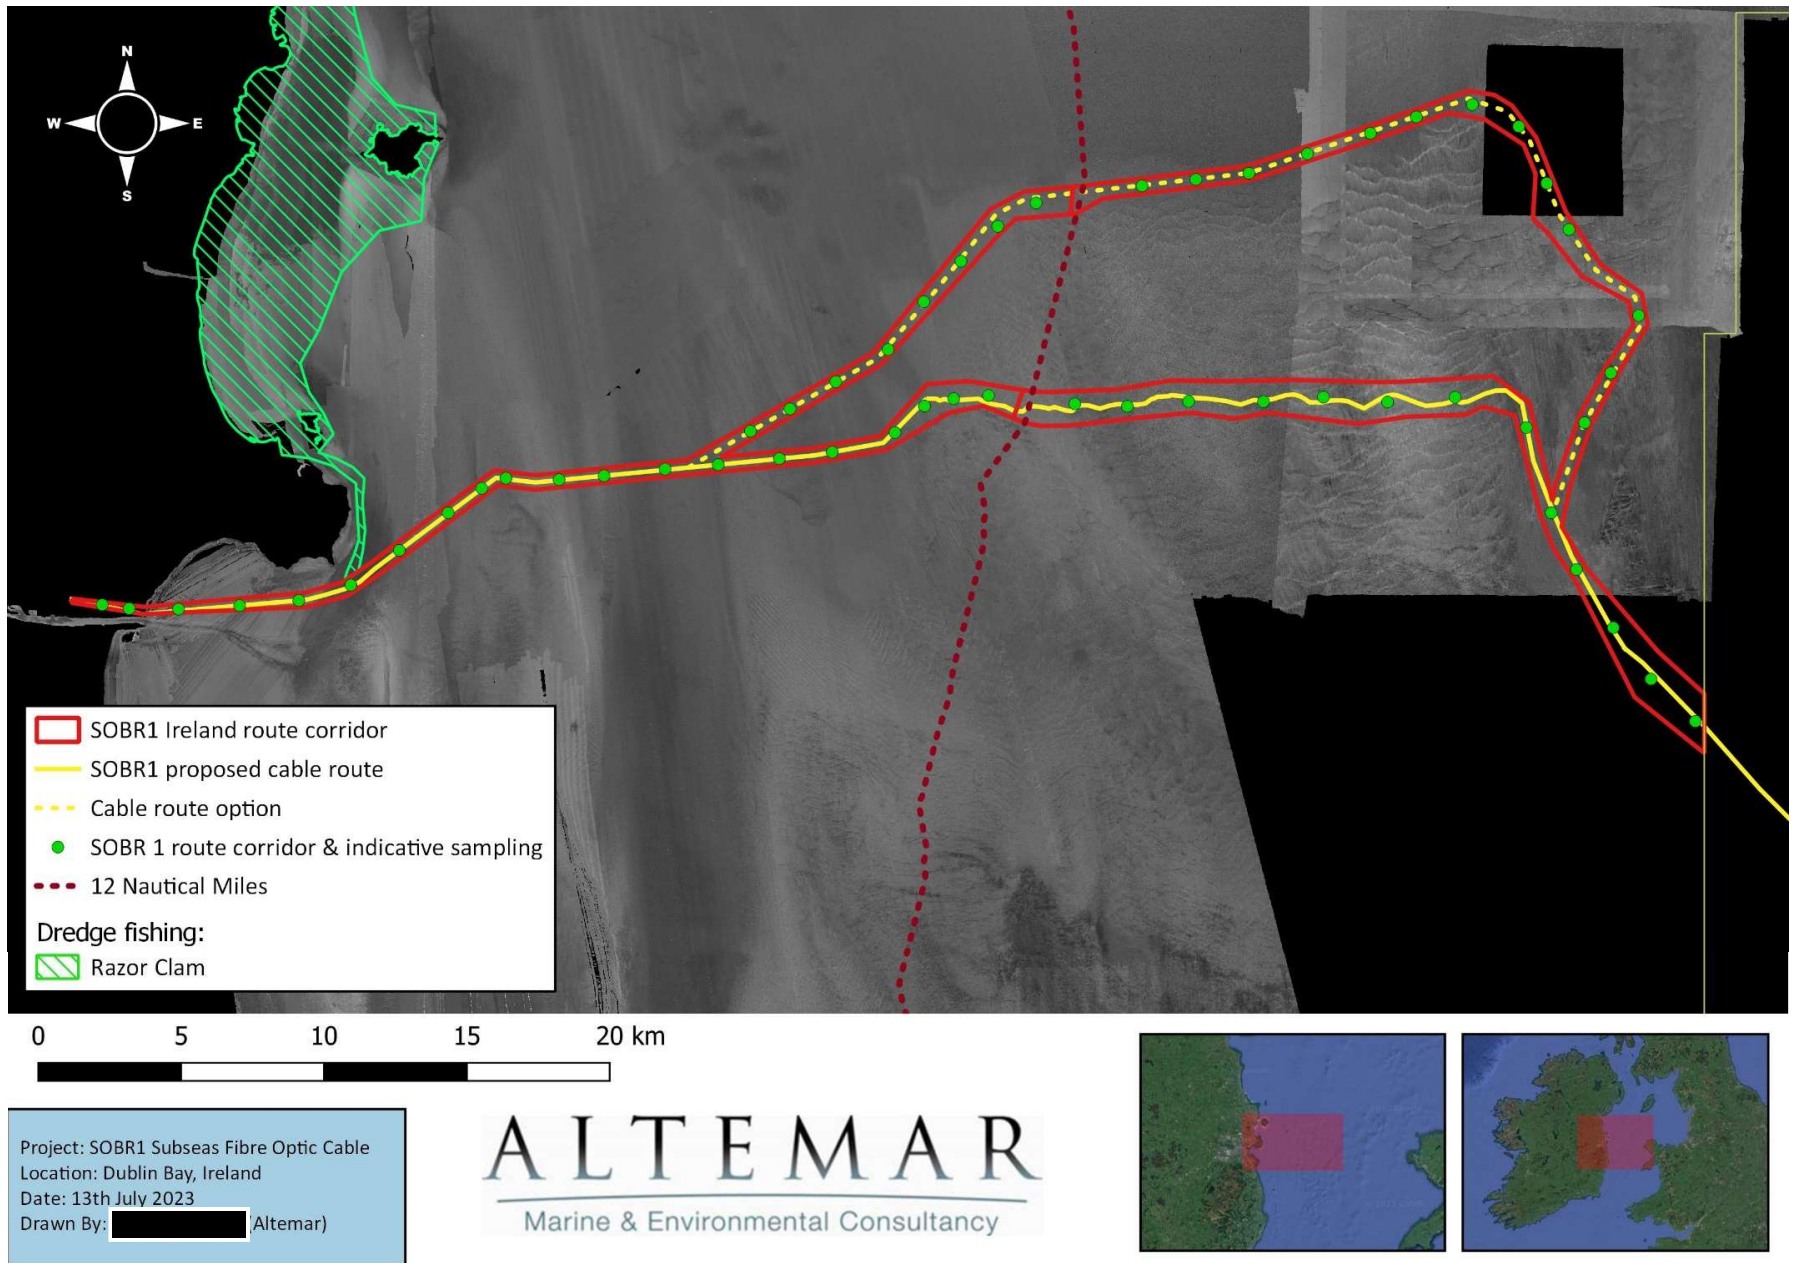 N
W E
S
SOBR1 Ireland route corridor
SOBR1 proposed cable route
Cable route option
SOBR 1 route corridor & indicative sampling
12 Nautical Miles
Dredge fishing:
Razor Clam
0 5 10 15 20 km
Project: SOBR1 Subseas Fibre Optic Cable
Location: Dublin Bay, Ireland
Date: 13th July 2023
Drawn By: (Altemar)
ALTEMAR
Marine & Environmental Consultancy